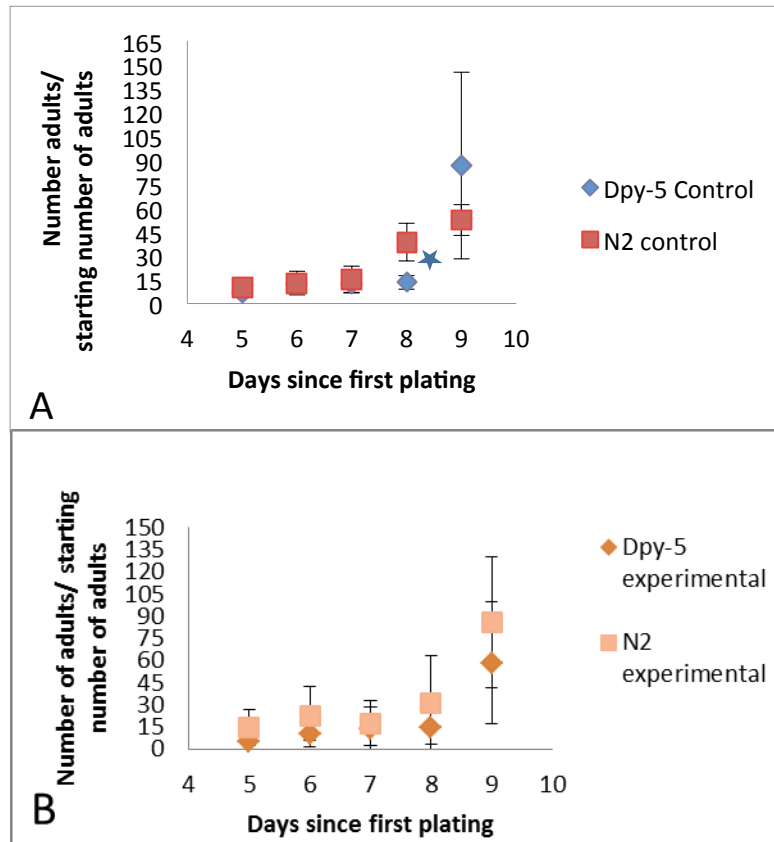 Number adults/
starting number of adults
165
150
135
120
105
90
75
60
45
30
15
0
4 5 6 7 8 9 10
Days since first plating
Dpy-5 Control
N2 control
A
Number of adults/ starting
number of adults
150
135
120
105
90
75
60
45
30
15
0
4 5 6 7 8 9 10
Days since first plating
Dpy-5
experimental
N2
experimental
B